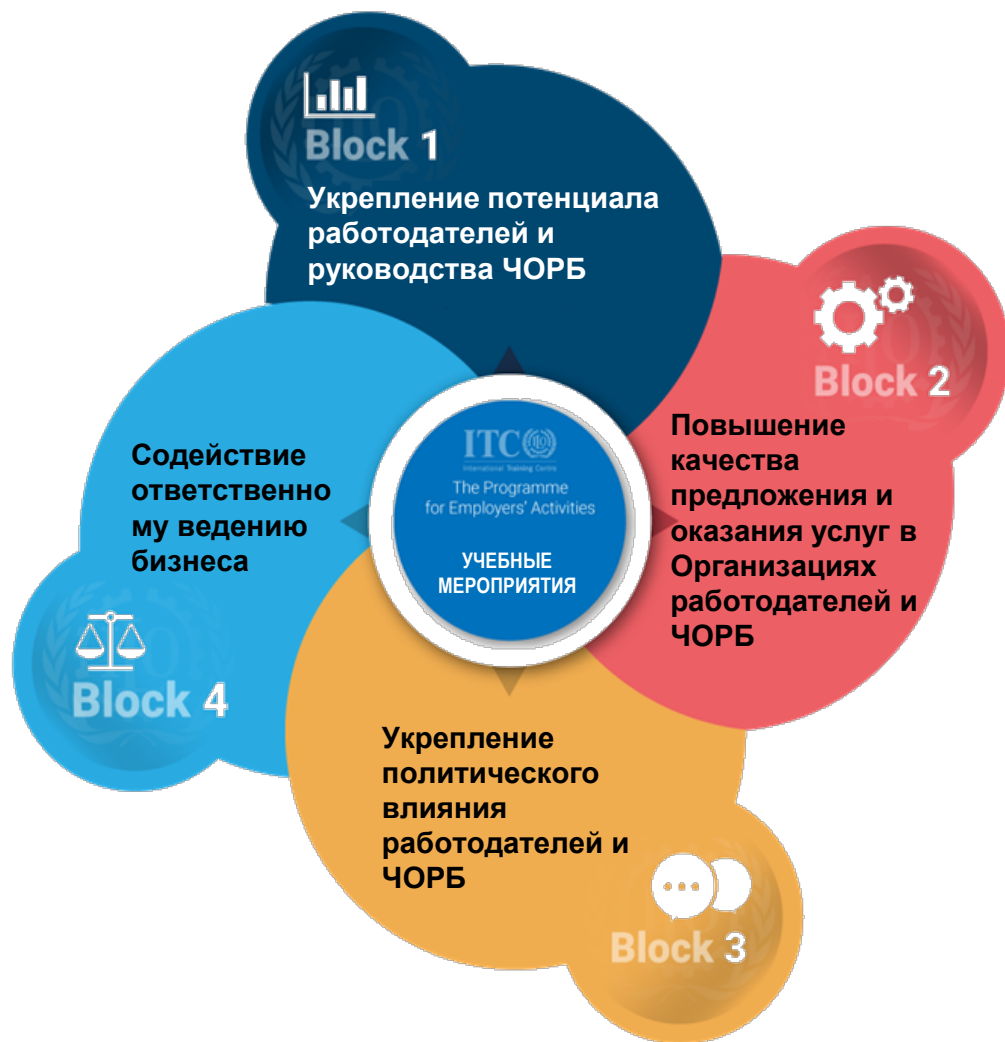 Block 1
Укрепление потенциала
работодателей и
руководства ЧОРБ
Block 2
Повышение
качества
предложения и
оказания услуг в
Организациях
работодателей и
ЧОРБ
ITC
International Training Centre
The Programme
for Employers' Activities
УЧЕБНЫЕ
МЕРОПРИЯТИЯ
Содействие
ответственно
му ведению
бизнеса
Block 4
Укрепление
политического
влияния
работодателей и
ЧОРБ
Block 3